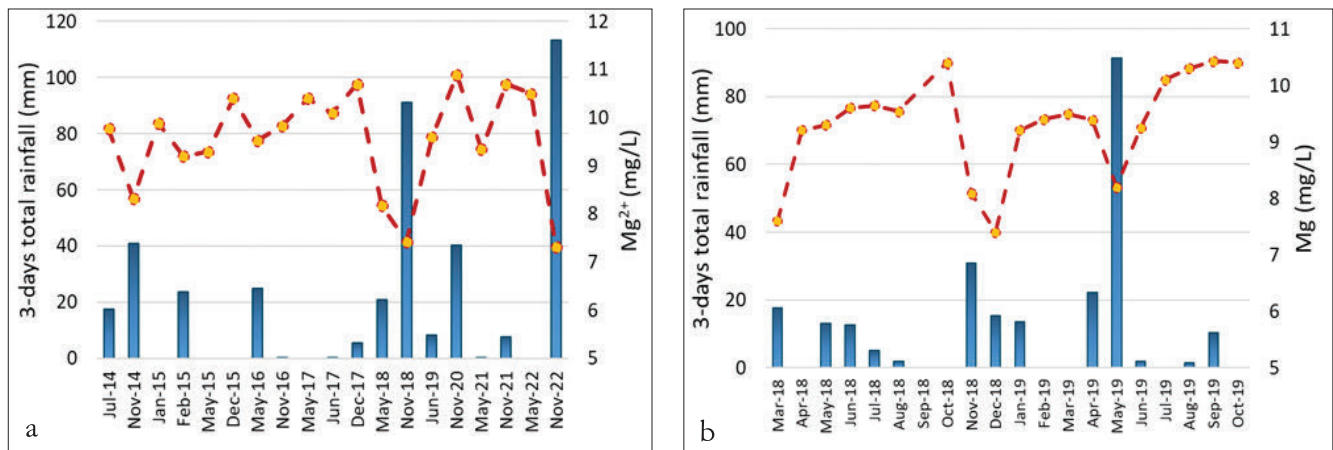 120
100
80
60
40
20
0
3-days total rainfall (mm)
12
11
10
9
8
7
6
5
Mg²⁺ (mg/L)
Jul-14
Nov-14
Jan-15
Feb-15
May-15
Dec-15
May-16
Nov-16
May-17
Jun-17
Dec-17
May-18
Nov-18
Jun-19
Nov-20
May-21
Nov-21
May-22
Nov-22
a
100
80
60
40
20
0
3-days total rainfall (mm)
11
10
9
8
7
6
5
Mg (mg/L)
Mar-18
Apr-18
May-18
Jun-18
Jul-18
Aug-18
Sep-18
Oct-18
Nov-18
Dec-18
Jan-19
Feb-19
Mar-19
Apr-19
May-19
Jun-19
Jul-19
Aug-19
Sep-19
Oct-19
b